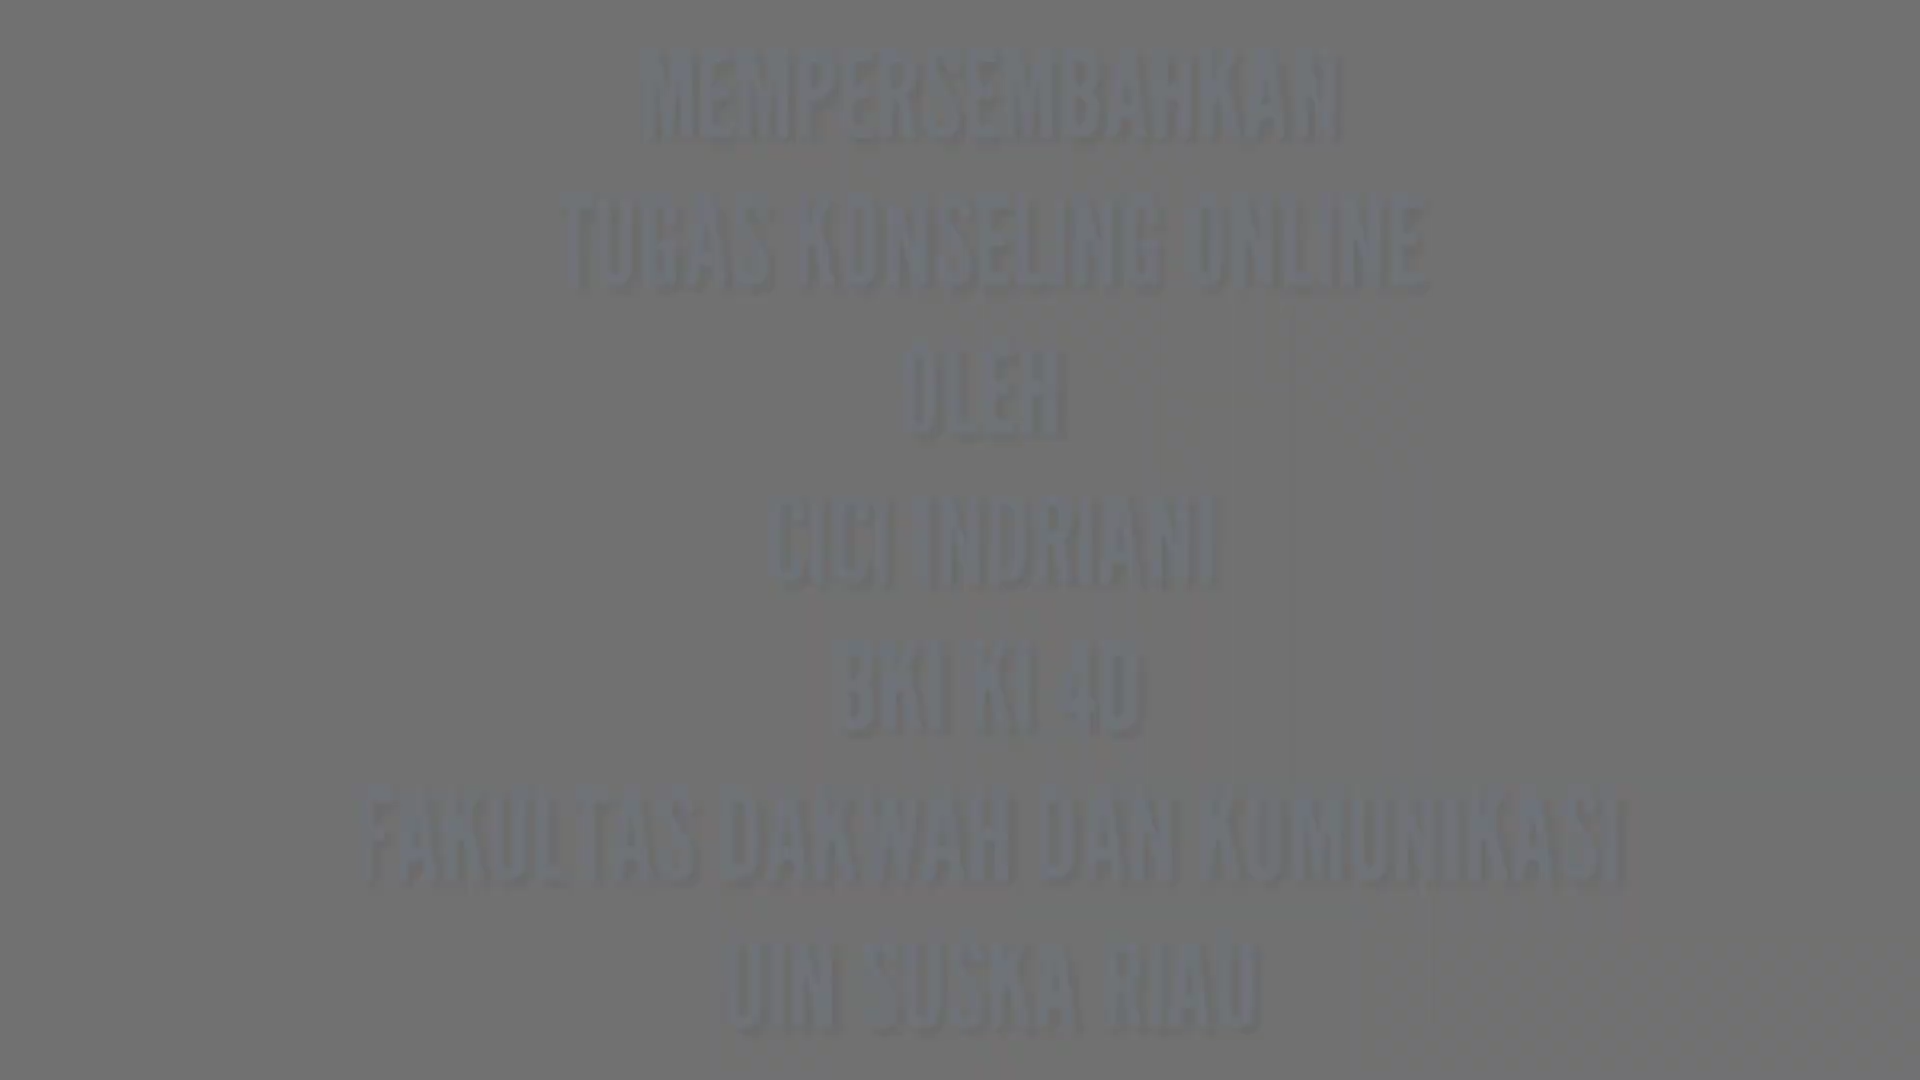 MEMPERSEMBAHKAN
TUGAS KONSELING ONLINE
OLEH
CICI INDRIANI
BKI KI 4D
FAKULTAS DAKWAH DAN KOMUNIKASI
UIN SUSKA RIAU